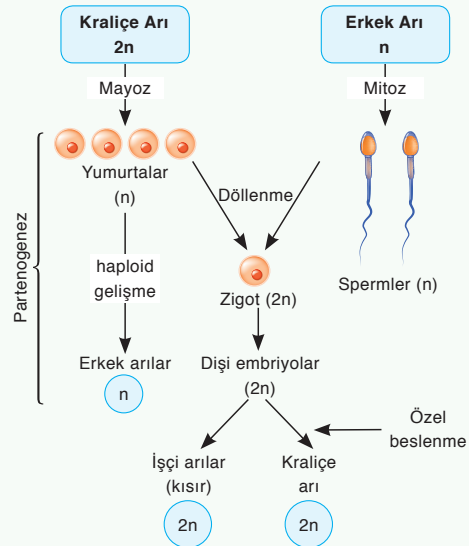 Kraliçe Arı
2n
Erkek Arı
n
Mayoz
Mitoz
Yumurtalar
(n)
Döllenme
Partenogenez
haploid
gelişme
Zigot (2n)
Spermler (n)
Erkek arılar
n
Dişi embriyolar
(2n)
Özel
beslenme
İşçi arılar
(kısır)
2n
Kraliçe
arı
2n